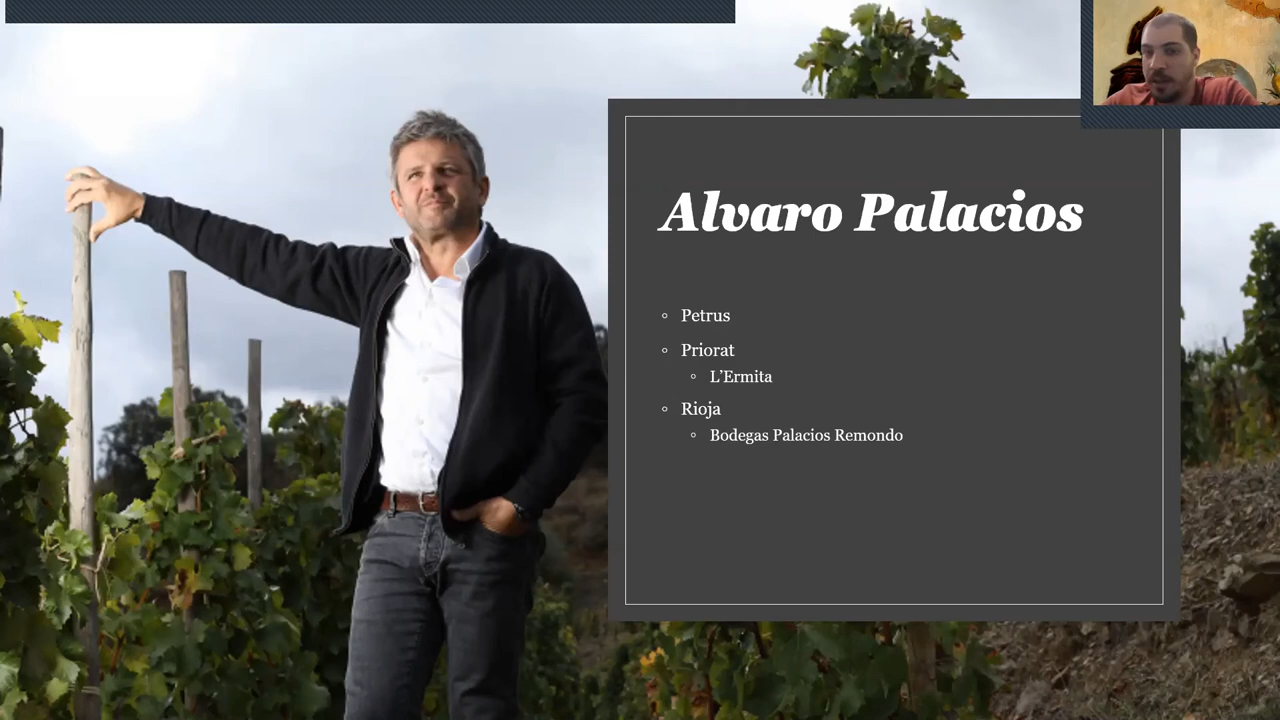 Alvaro Palacios
Petrus
Priorat
L’Ermita
Rioja
Bodegas Palacios Remondo